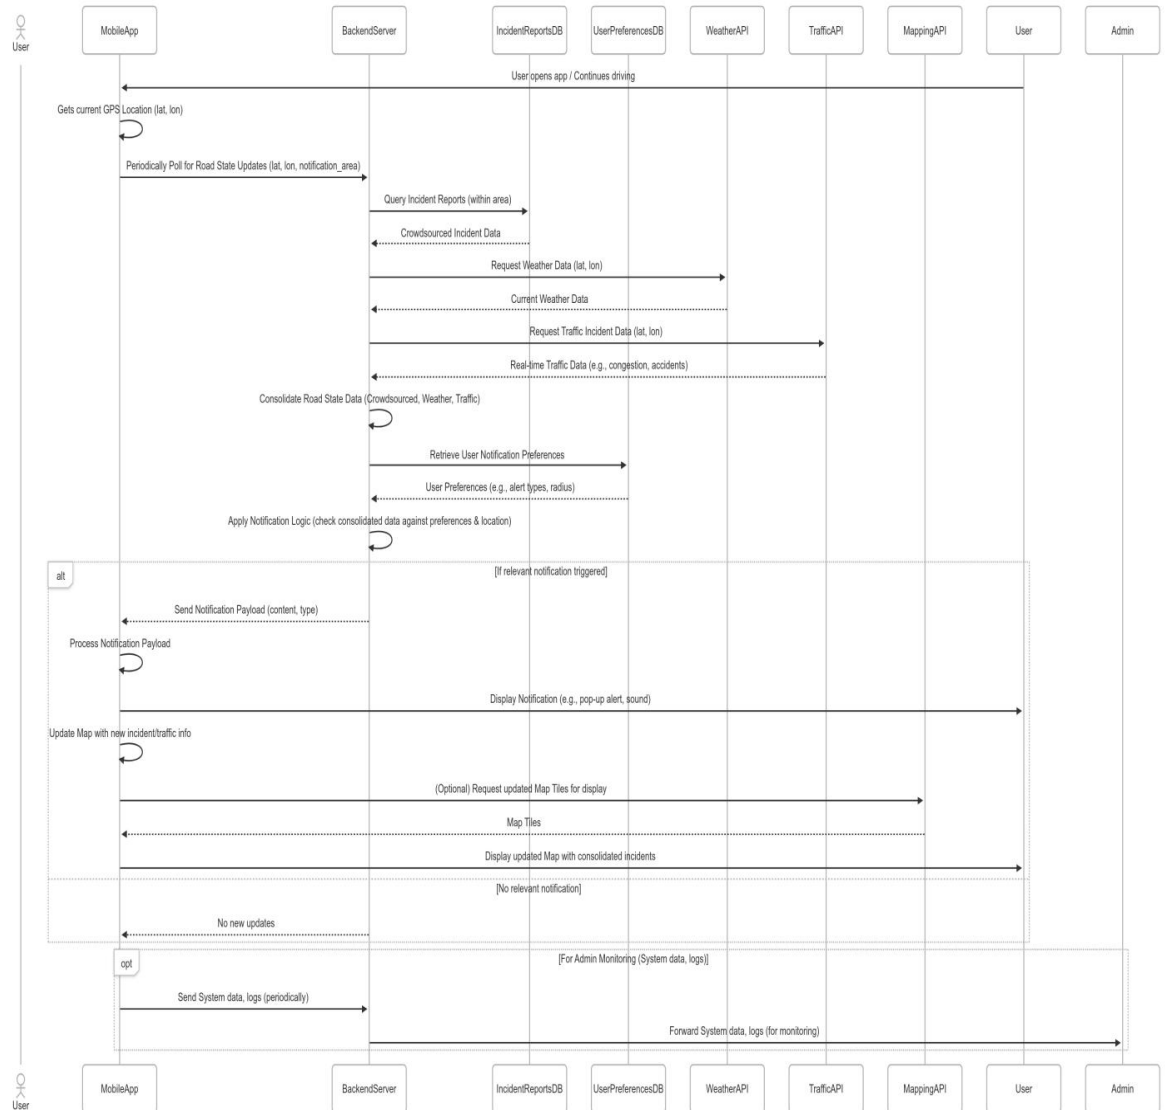 User
MobileApp
BackendServer
IncidentReportsDB
UserPreferencesDB
WeatherAPI
TrafficAPI
MappingAPI
User
Admin
User opens app / Continues driving
Gets current GPS Location (lat, lon)
Periodically Poll for Road State Updates (lat, lon, notification_area)
Query Incident Reports (within area)
Crowdsourced Incident Data
Request Weather Data (lat, lon)
Current Weather Data
Request Traffic Incident Data (lat, lon)
Real-time Traffic Data (e.g., congestion, accidents)
Consolidate Road State Data (Crowdsourced, Weather, Traffic)
Retrieve User Notification Preferences
User Preferences (e.g., alert types, radius)
Apply Notification Logic (check consolidated data against preferences & location)
alt
[If relevant notification triggered]
Send Notification Payload (content, type)
Process Notification Payload
Display Notification (e.g., pop-up alert, sound)
Update Map with new incident/traffic info
(Optional) Request updated Map Tiles for display
Map Tiles
Display updated Map with consolidated incidents
[No relevant notification]
No new updates
opt
[For Admin Monitoring (System data, logs)]
Send System data, logs (periodically)
Forward System data, logs (for monitoring)
User
MobileApp
BackendServer
IncidentReportsDB
UserPreferencesDB
WeatherAPI
TrafficAPI
MappingAPI
User
Admin